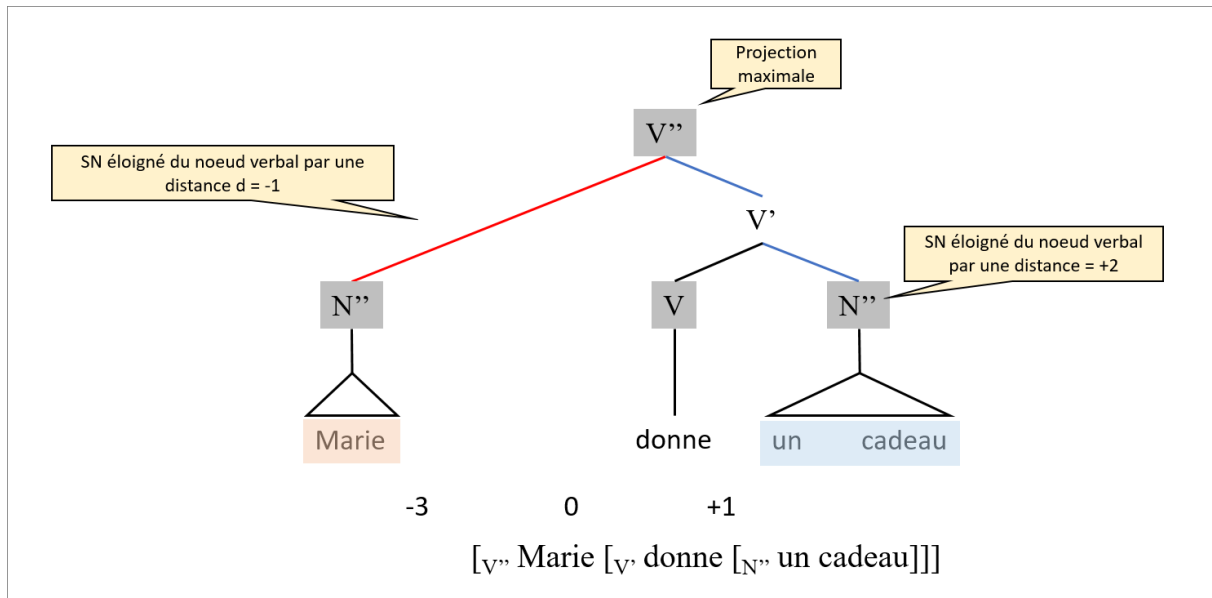 Projection
maximale
V’’
SN éloigné du noeud verbal par une
distance d = -1
V’
SN éloigné du noeud verbal
par une distance = +2
N’’ V N’’
Marie donne un cadeau
-3 0 +1
[V’’ Marie [V’ donne [N’’ un cadeau]]]